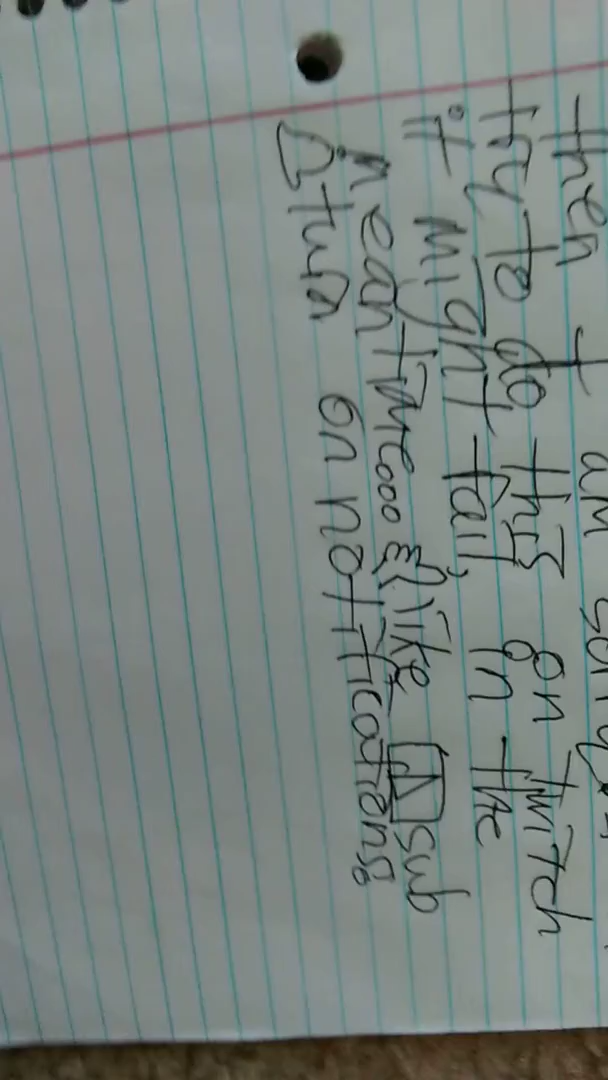 then I am sorry
try to do this on twitch
it might fail, in the
meantime... like sub
turn on notifications.